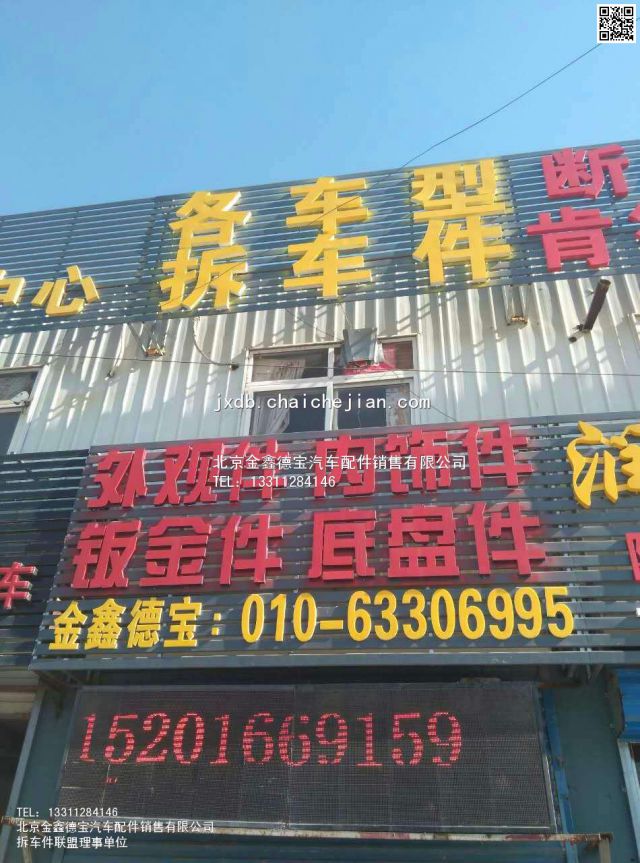 各车型 断
中心 拆车件 肯
jxdb.chaichejian.com
外观件 内饰件
北京金鑫德宝汽车配件销售有限公司
TEL: 13311284146
钣金件 底盘件
车
金鑫德宝：010-63306995
15201669159
TEL: 13311284146
北京金鑫德宝汽车配件销售有限公司
拆车件联盟理事单位